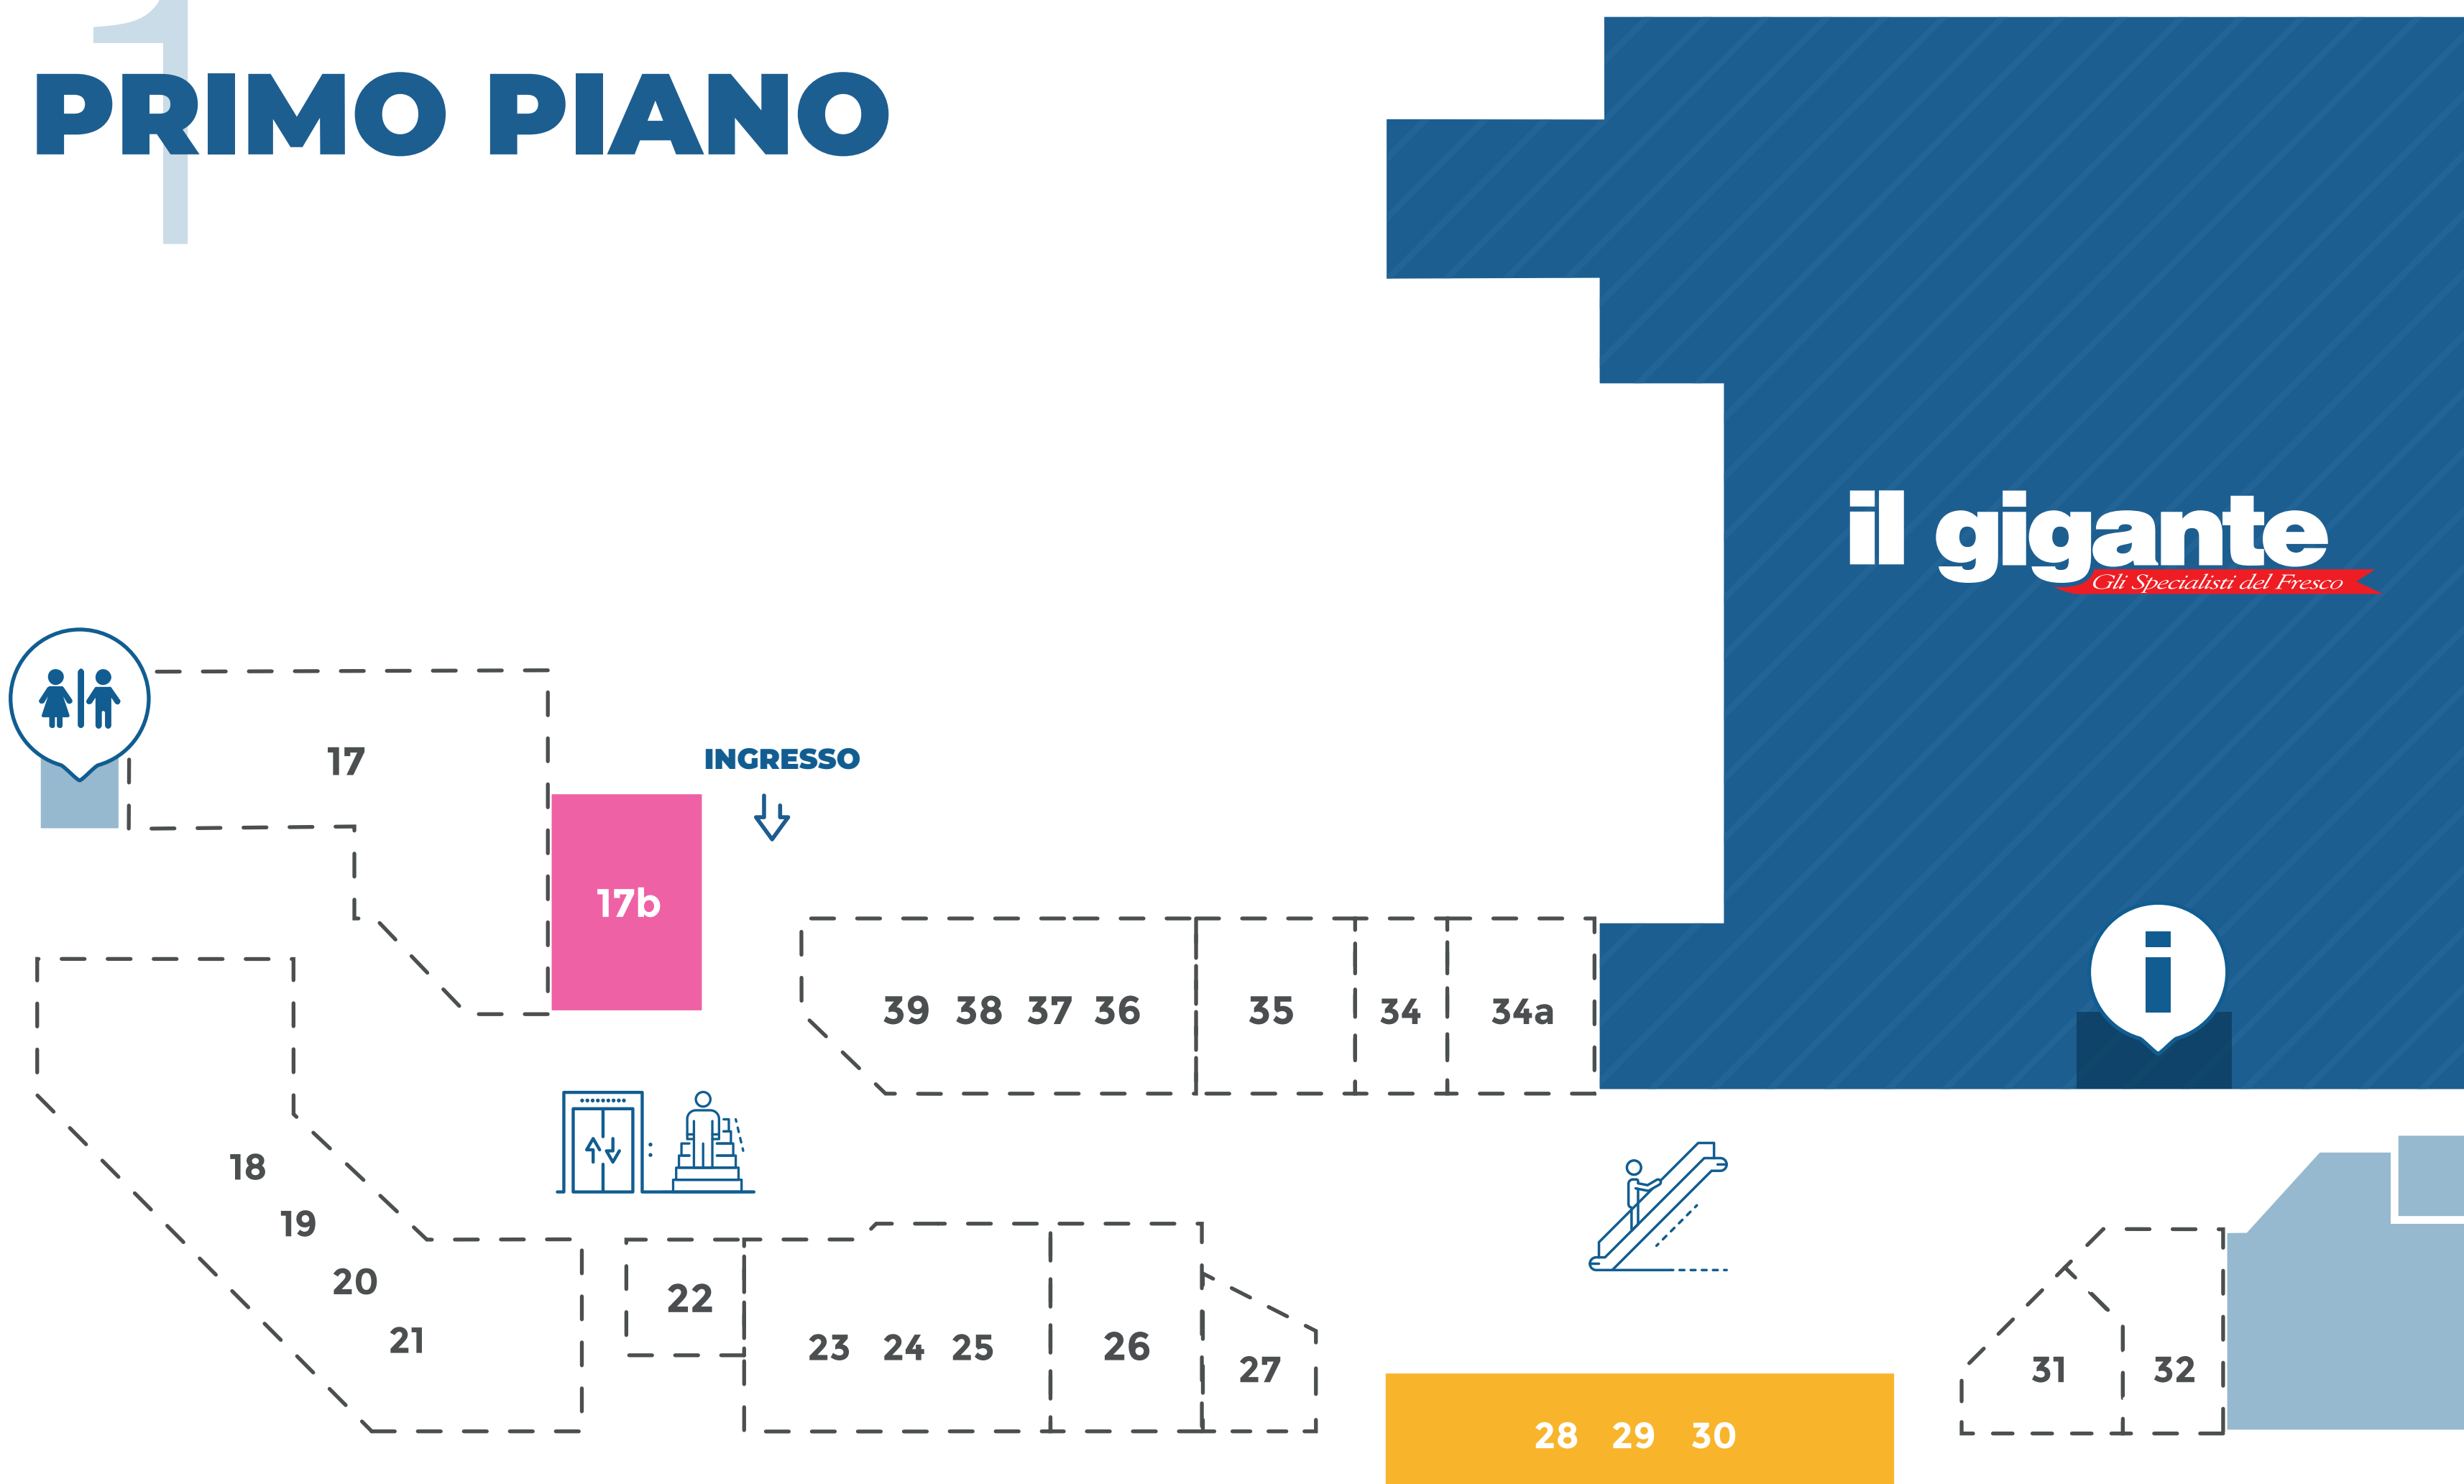 1
PRIMO PIANO
il gigante
Gli Specialisti del Fresco
17
INGRESSO
17b
39 38 37 36 35 34 34a
18
19
20
21
22
23 24 25 26
27
28 29 30
31 32